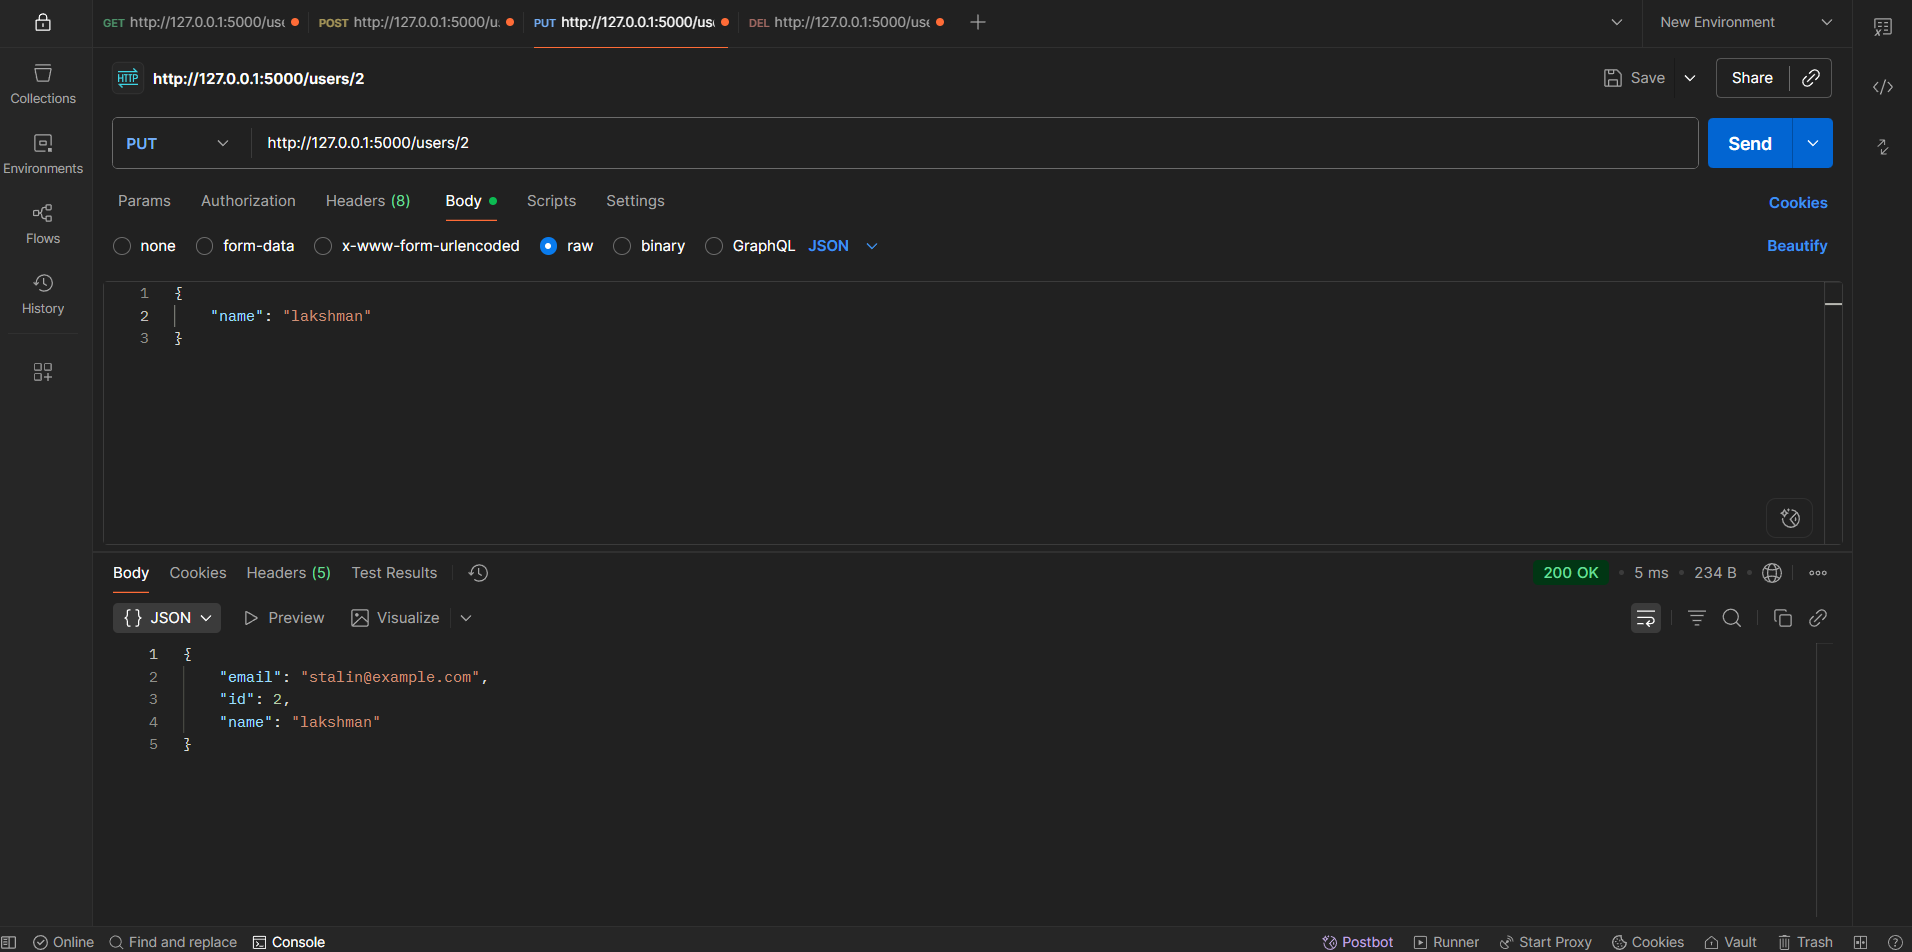 GET http://127.0.0.1:5000/use
POST http://127.0.0.1:5000/u.
PUT http://127.0.0.1:5000/use
DEL http://127.0.0.1:5000/use
New Environment
Collections
Environments
Flows
History
HTTP http://127.0.0.1:5000/users/2
Save
Share
PUT
http://127.0.0.1:5000/users/2
Send
Params Authorization Headers (8) Body Scripts Settings
Cookies
none form-data x-www-form-urlencoded raw binary GraphQL JSON
Beautify
1 {
2 "name": "lakshman"
3 }
Body Cookies Headers (5) Test Results
200 OK • 5 ms • 234 B
{} JSON Preview Visualize
1 {
2 "email": "stalin@example.com",
3 "id": 2,
4 "name": "lakshman"
5 }
Online Find and replace Console
Postbot Runner Start Proxy Cookies Vault Trash